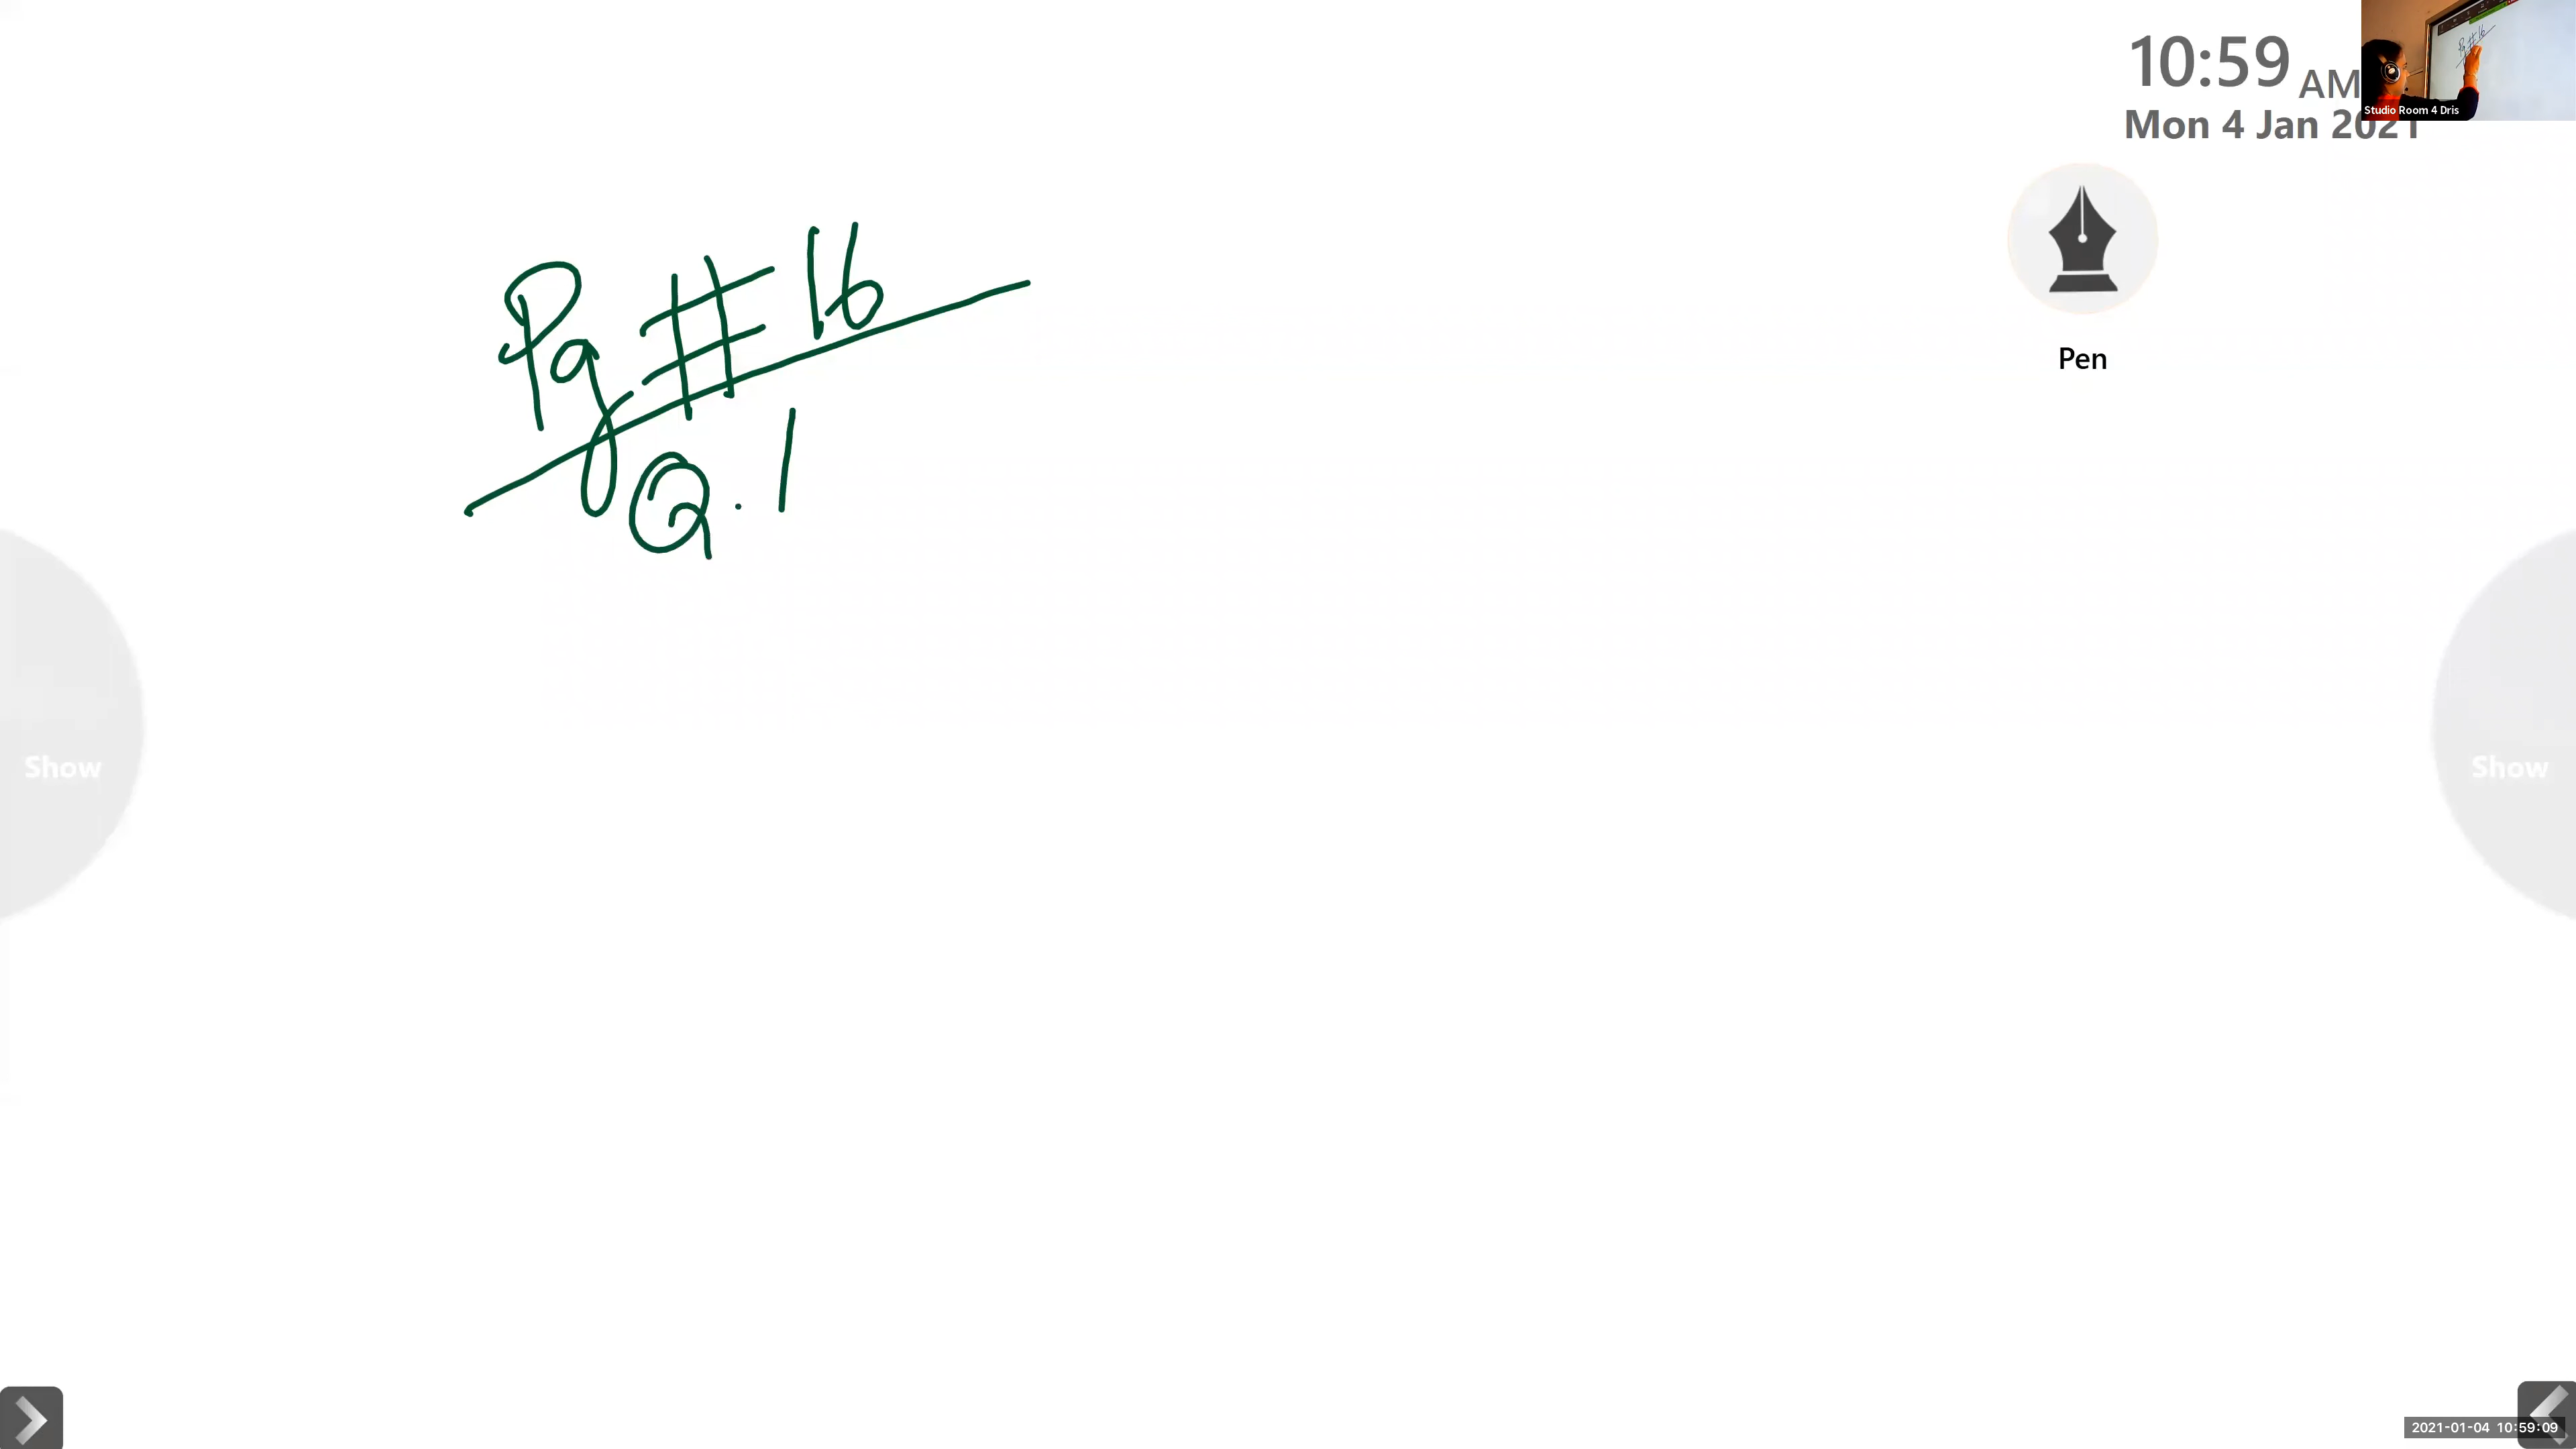 10:59 AM
Mon 4 Jan 2021
Studio Room 4 Dris
Pg # 16
Q. 1
Pen
Show
Show
2021-01-04 10:59:09